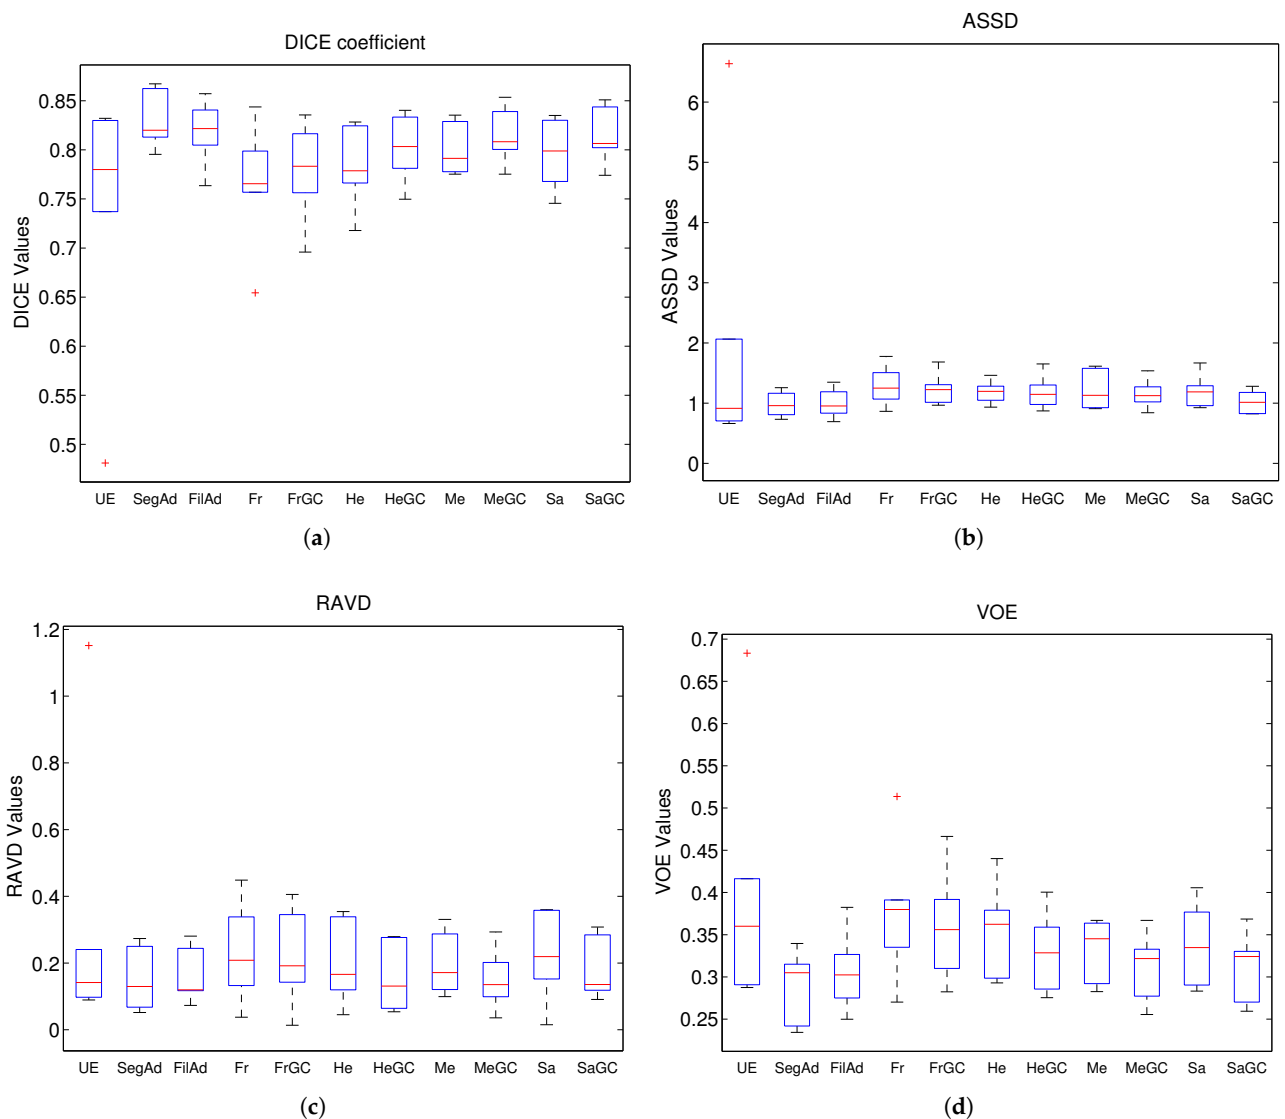 DICE coefficient
DICE Values
0.85
0.8
0.75
0.7
0.65
0.6
0.55
0.5
UE SegAd FilAd Fr FrGC He HeGC Me MeGC Sa SaGC
(a)
ASSD
ASSD Values
6
5
4
3
2
1
0
UE SegAd FilAd Fr FrGC He HeGC Me MeGC Sa SaGC
(b)
RAVD
RAVD Values
1.2
1
0.8
0.6
0.4
0.2
0
UE SegAd FilAd Fr FrGC He HeGC Me MeGC Sa SaGC
(c)
VOE
VOE Values
0.7
0.65
0.6
0.55
0.5
0.45
0.4
0.35
0.3
0.25
UE SegAd FilAd Fr FrGC He HeGC Me MeGC Sa SaGC
(d)